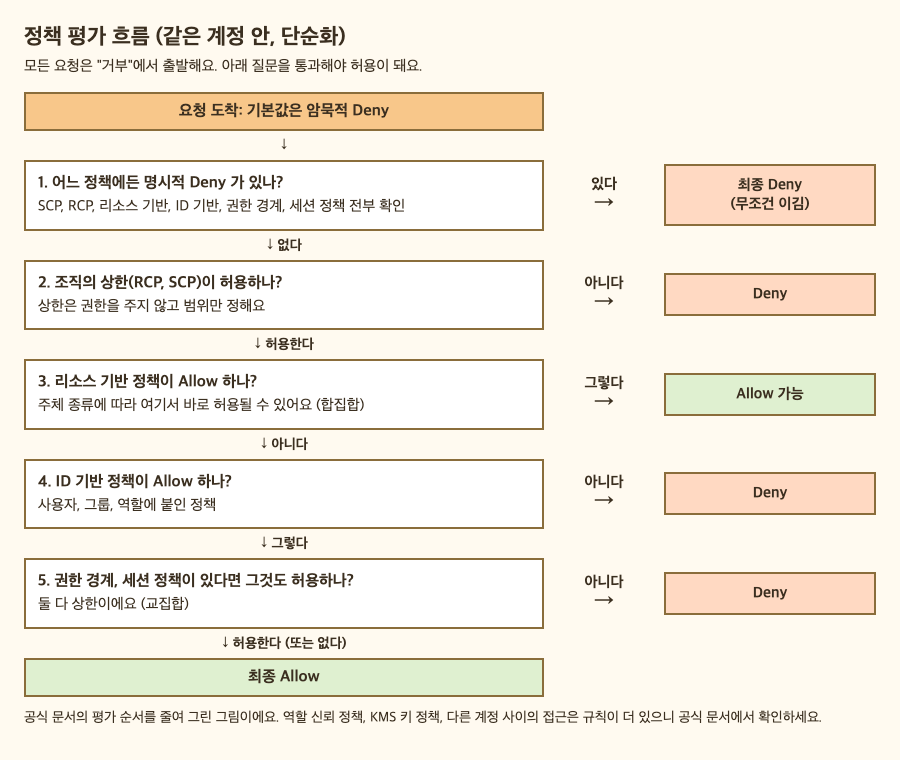 정책 평가 흐름 (같은 계정 안, 단순화)
모든 요청은 "거부"에서 출발해요. 아래 질문을 통과해야 허용이 돼요.
요청 도착: 기본값은 암묵적 Deny
↓
1. 어느 정책에든 명시적 Deny 가 있나?
SCP, RCP, 리소스 기반, ID 기반, 권한 경계, 세션 정책 전부 확인
있다
→
최종 Deny
(무조건 이김)
↓ 없다
2. 조직의 상한(RCP, SCP)이 허용하나?
상한은 권한을 주지 않고 범위만 정해요
아니다
→
Deny
↓ 허용한다
3. 리소스 기반 정책이 Allow 하나?
주체 종류에 따라 여기서 바로 허용될 수 있어요 (합집합)
그렇다
→
Allow 가능
↓ 아니다
4. ID 기반 정책이 Allow 하나?
사용자, 그룹, 역할에 붙인 정책
아니다
→
Deny
↓ 그렇다
5. 권한 경계, 세션 정책이 있다면 그것도 허용하나?
둘 다 상한이에요 (교집합)
아니다
→
Deny
↓ 허용한다 (또는 없다)
최종 Allow
공식 문서의 평가 순서를 줄여 그린 그림이에요. 역할 신뢰 정책, KMS 키 정책, 다른 계정 사이의 접근은 규칙이 더 있으니 공식 문서에서 확인하세요.